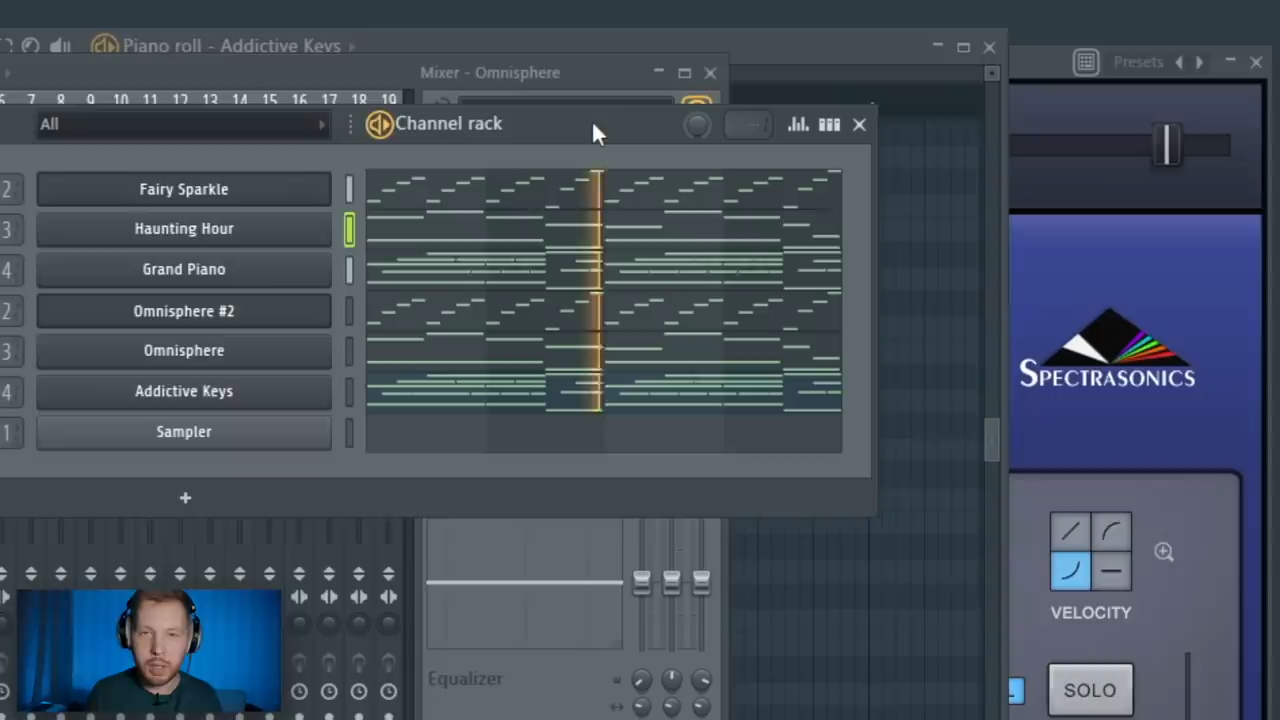 Piano roll - Addictive Keys
Presets
Mixer - Omnisphere
6 7 8 9 10 11 12 13 14 15 16 17 18 19
All
Channel rack
2 Fairy Sparkle
3 Haunting Hour
4 Grand Piano
2 Omnisphere #2
3 Omnisphere
4 Addictive Keys
1 Sampler
+
SPECTRASONICS
VELOCITY
Equalizer
SOLO